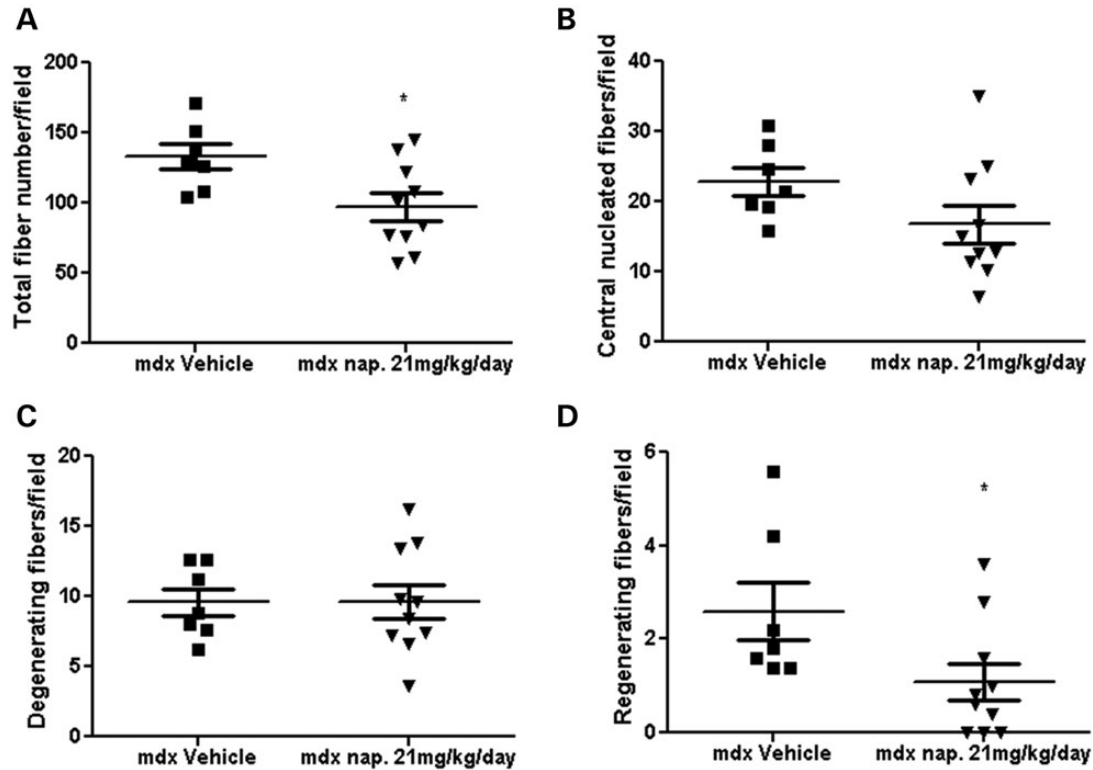 A
Total fiber number/field
200
150
100
50
0
*
mdx Vehicle
mdx nap. 21mg/kg/day
B
Central nucleated fibers/field
40
30
20
10
0
mdx Vehicle
mdx nap. 21mg/kg/day
C
Degenerating fibers/field
20
15
10
5
0
mdx Vehicle
mdx nap. 21mg/kg/day
D
Regenerating fibers/field
6
4
2
0
*
mdx Vehicle
mdx nap. 21mg/kg/day